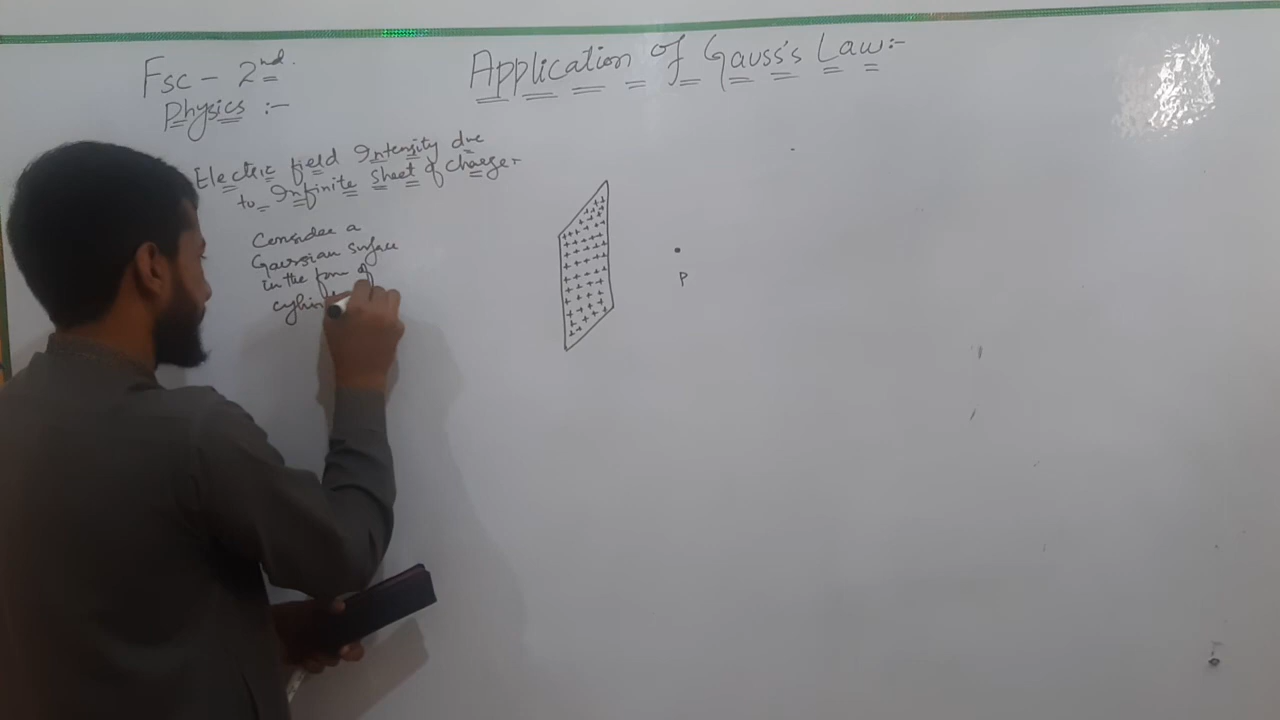 Fsc - 2nd.
Physics :-
Application of Gauss's Law:-
Electric field Intensity due
to Infinite Sheet of charge.
Consider a
Gaussian surface
in the form of
P